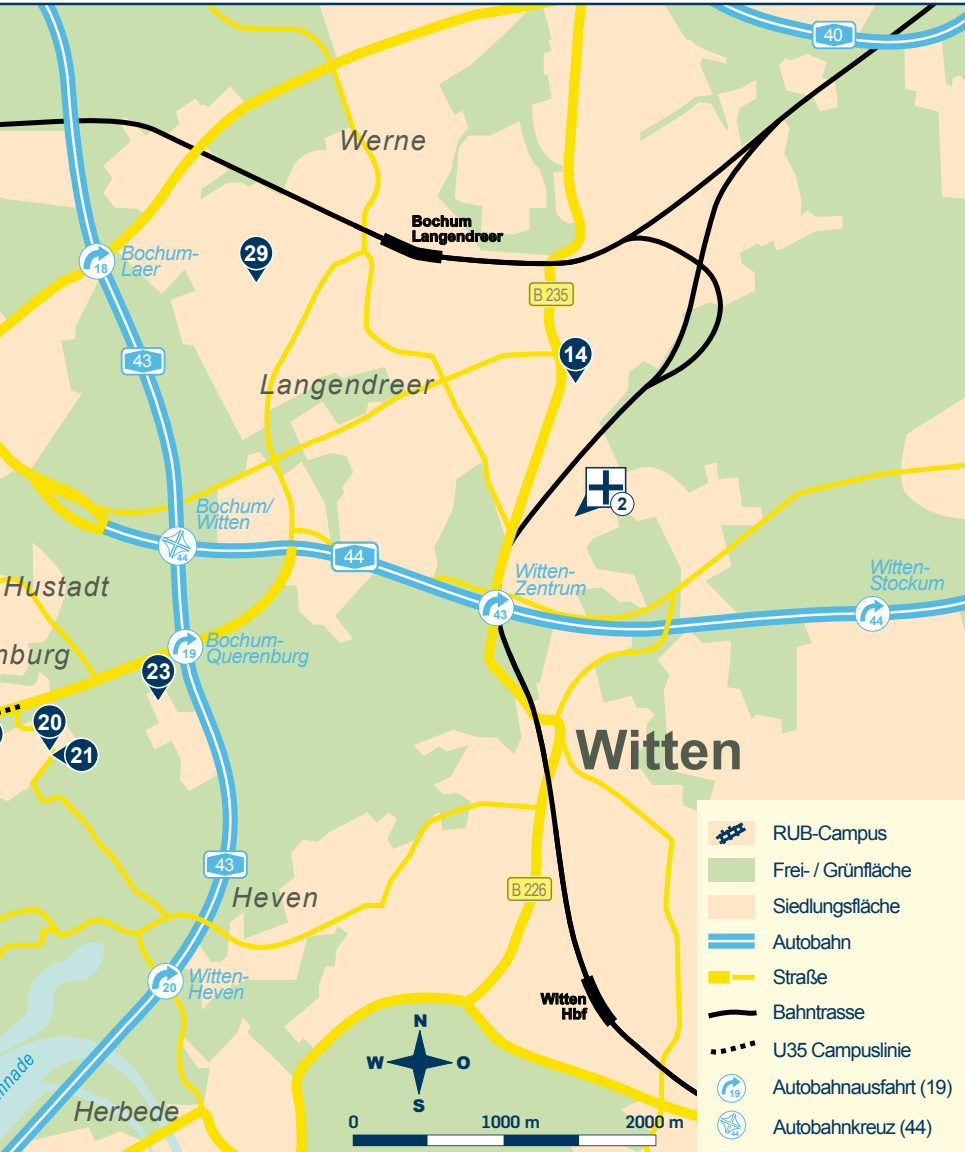 40
Werne
Bochum
Langendreer
29
Bochum-
Laer
18
B 235
43
14
Langendreer
2
Bochum/
Witten
44
44
Witten-
Zentrum
43
Witten-
Stockum
44
Hustadt
nburg
Bochum-
Querenburg
19
23
20
21
Witten
43
B 226
Heven
Witten-
Heven
20
Witten
Hbf
N
W
O
S
mnade
Herbede
0
1000 m
2000 m
RUB-Campus
Frei- / Grünfläche
Siedlungsfläche
Autobahn
Straße
Bahntrasse
U35 Campuslinie
19
Autobahnausfahrt (19)
44
Autobahnkreuz (44)